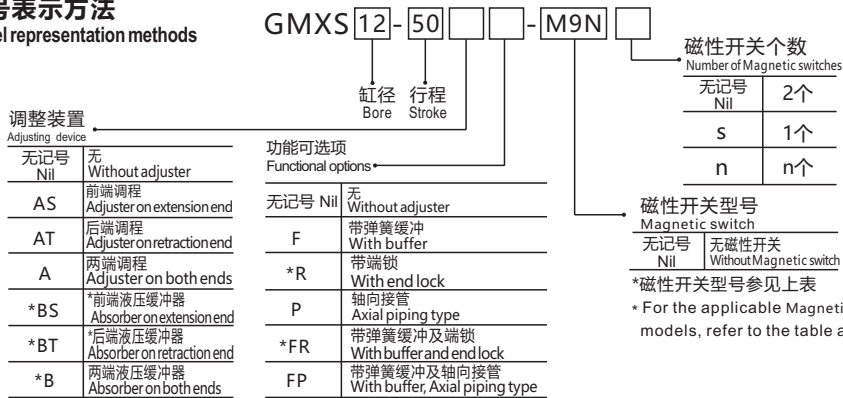 号表示方法
representation methods
GMXS 12 - 50 - M9N
缸径 行程
Bore Stroke
调整装置
Adjusting device
无记号 无
Nil Without adjuster
AS 前端调程
Adjuster on extension end
AT 后端调程
Adjuster on retraction end
A 两端调程
Adjuster on both ends
*BS *前端液压缓冲器
Absorber on extension end
*BT *后端液压缓冲器
Absorber on retraction end
*B 两端液压缓冲器
Absorber on both ends
功能可选项
Functional options
无记号 Nil 无
Without adjuster
F 带弹簧缓冲
With buffer
*R 带端锁
With end lock
P 轴向接管
Axial piping type
*FR 带弹簧缓冲及端锁
With buffer and end lock
FP 带弹簧缓冲及轴向接管
With buffer, Axial piping type
磁性开关个数
Number of Magnetic switches
无记号 2个
Nil
S 1个
n n个
磁性开关型号
Magnetic switch
无记号 无磁性开关
Nil Without Magnetic switch
*磁性开关型号参见上表
* For the applicable Magneti
models, refer to the table a